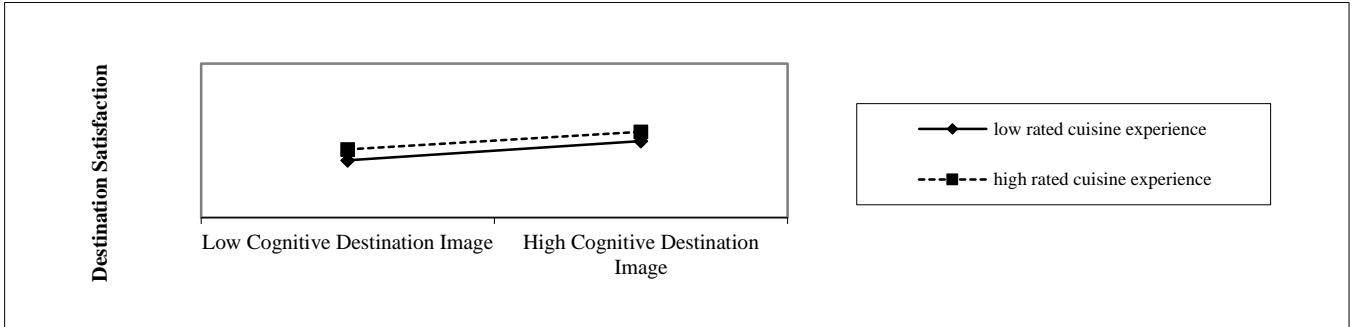 Destination Satisfaction
Low Cognitive Destination Image
High Cognitive Destination
Image
low rated cuisine experience
high rated cuisine experience